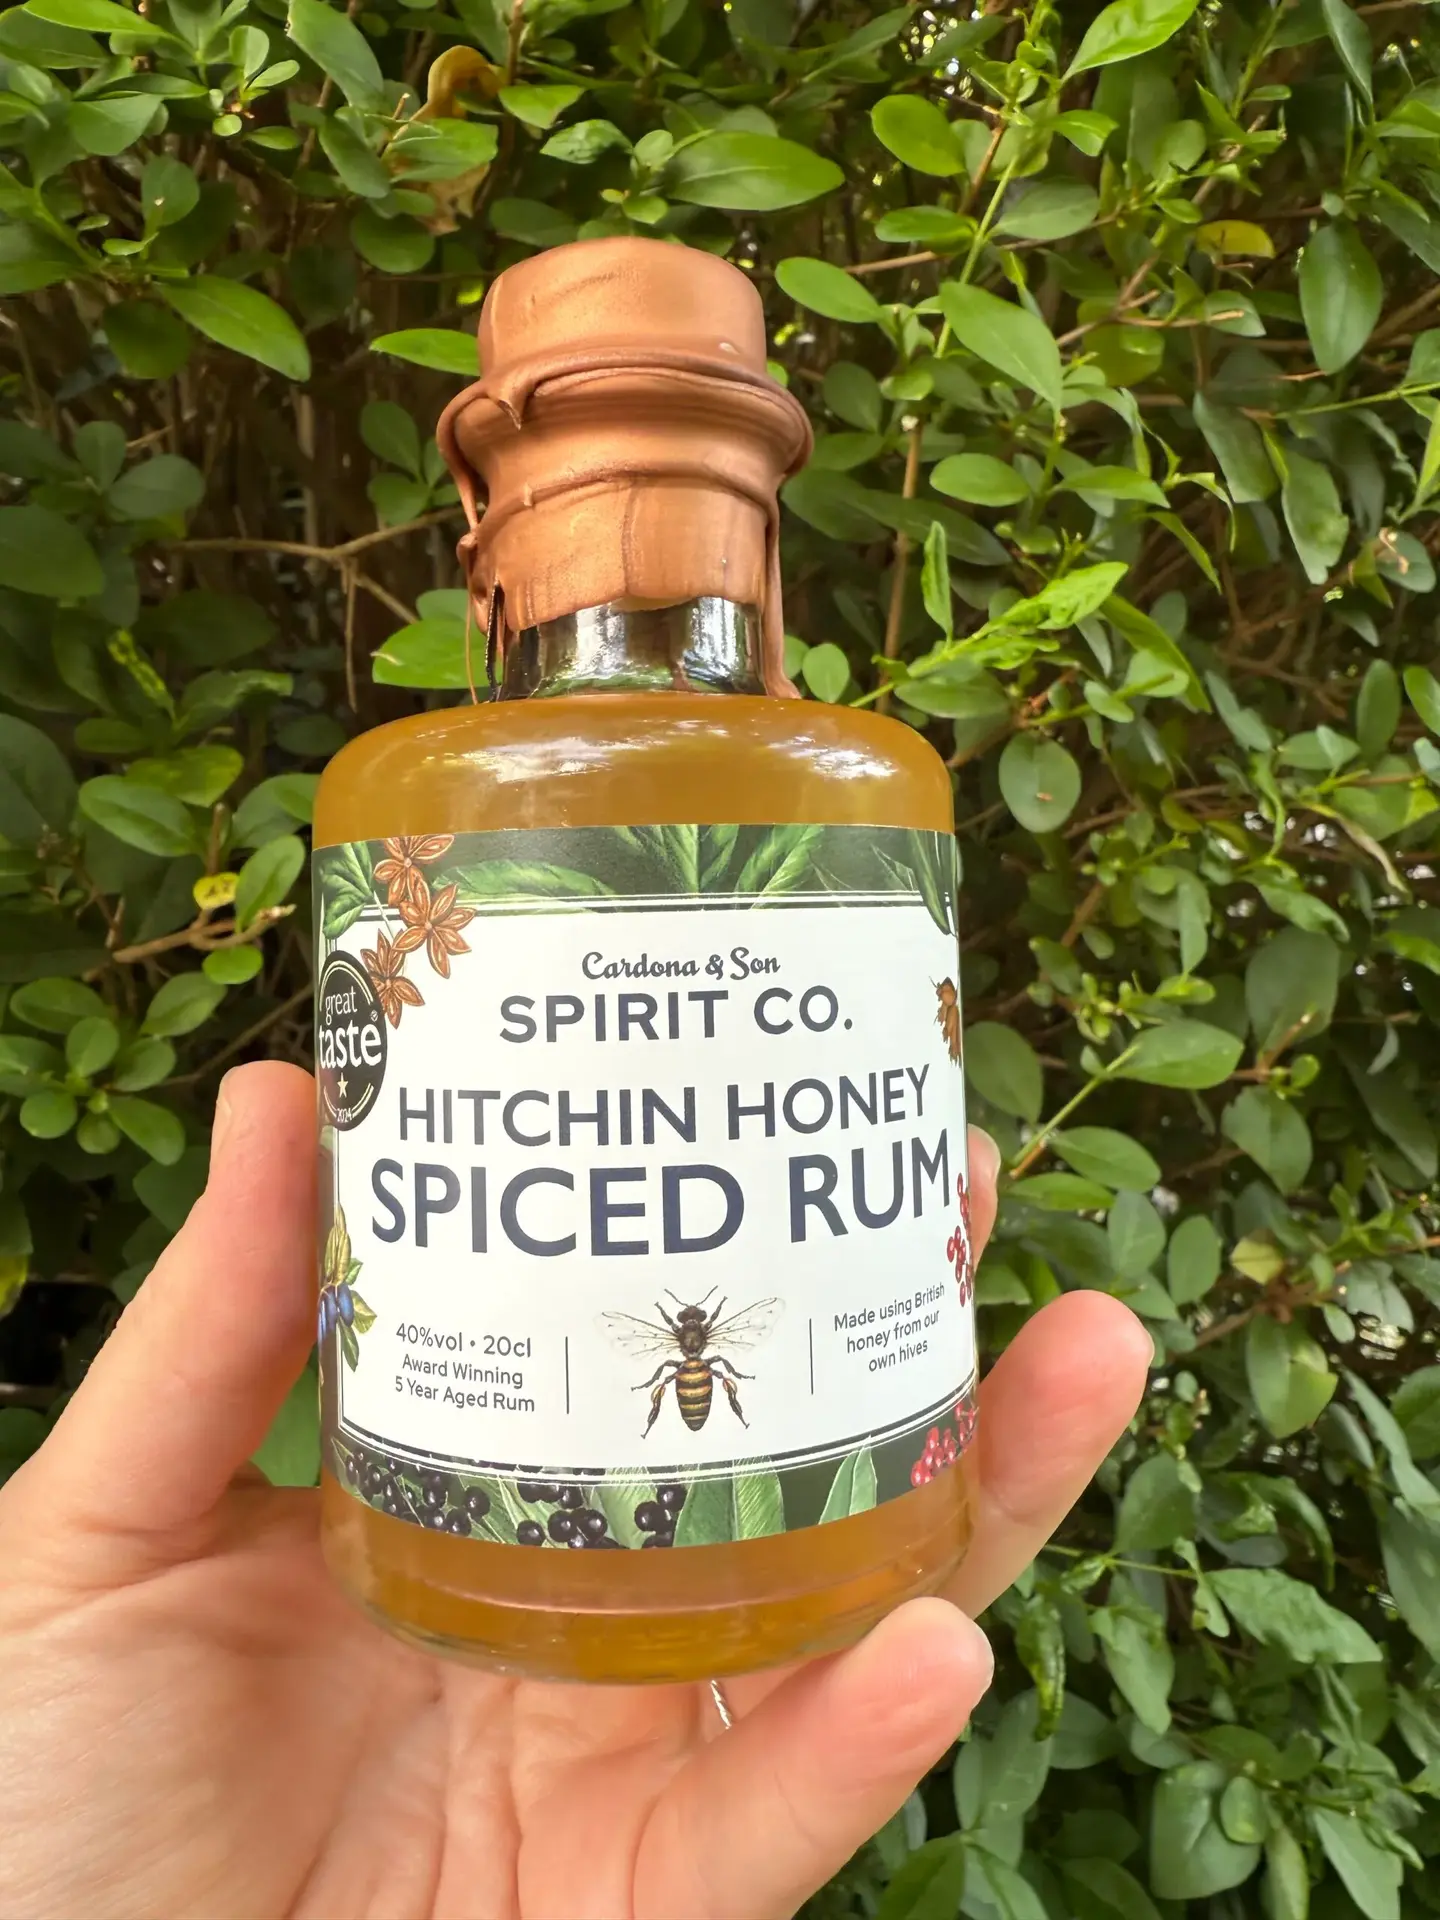 Cardona & Son
SPIRIT CO.
great
taste®
2024
HITCHIN HONEY
SPICED RUM
40%vol • 20cl
Award Winning
5 Year Aged Rum
Made using British
honey from our
own hives